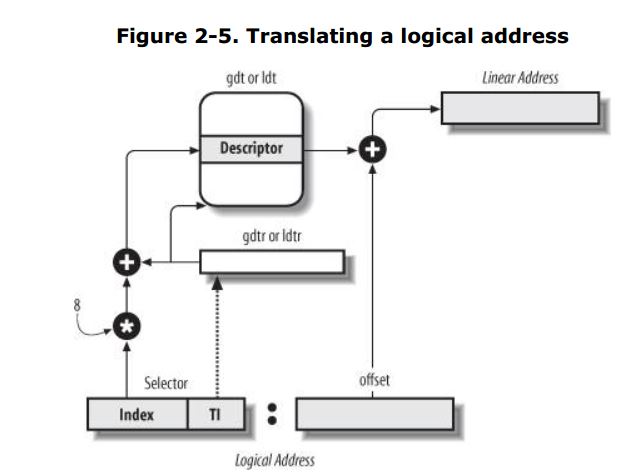 Figure 2-5. Translating a logical address
gdt or ldt
Linear Address
Descriptor
+
gdtr or ldtr
+
8
*
Selector
offset
Index
TI
:
Logical Address